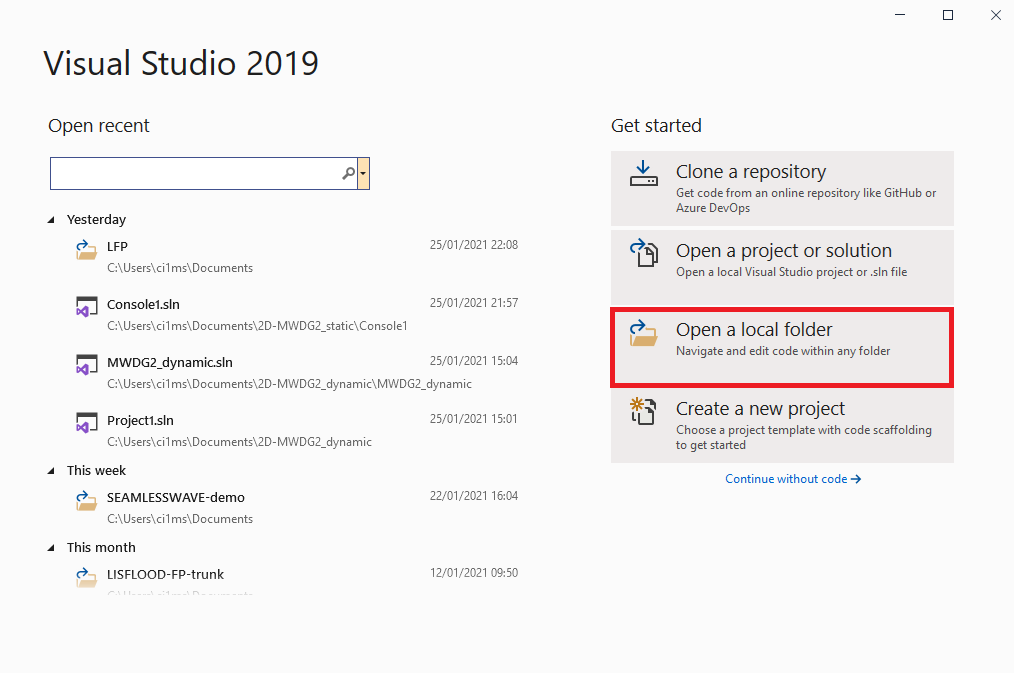 Visual Studio 2019
Open recent
Yesterday
LFP 25/01/2021 22:08
C:\Users\ci1ms\Documents
Console1.sln 25/01/2021 21:57
C:\Users\ci1ms\Documents\2D-MWDG2_static\Console1
MWDG2_dynamic.sln 25/01/2021 15:04
C:\Users\ci1ms\Documents\2D-MWDG2_dynamic\MWDG2_dynamic
Project1.sln 25/01/2021 15:01
C:\Users\ci1ms\Documents\2D-MWDG2_dynamic
This week
SEAMLESSWAVE-demo 22/01/2021 16:04
C:\Users\ci1ms\Documents
This month
LISFLOOD-FP-trunk 12/01/2021 09:50
C:\Users\ci1ms\Documents
Get started
Clone a repository
Get code from an online repository like GitHub or
Azure DevOps
Open a project or solution
Open a local Visual Studio project or .sln file
Open a local folder
Navigate and edit code within any folder
Create a new project
Choose a project template with code scaffolding
to get started
Continue without code →